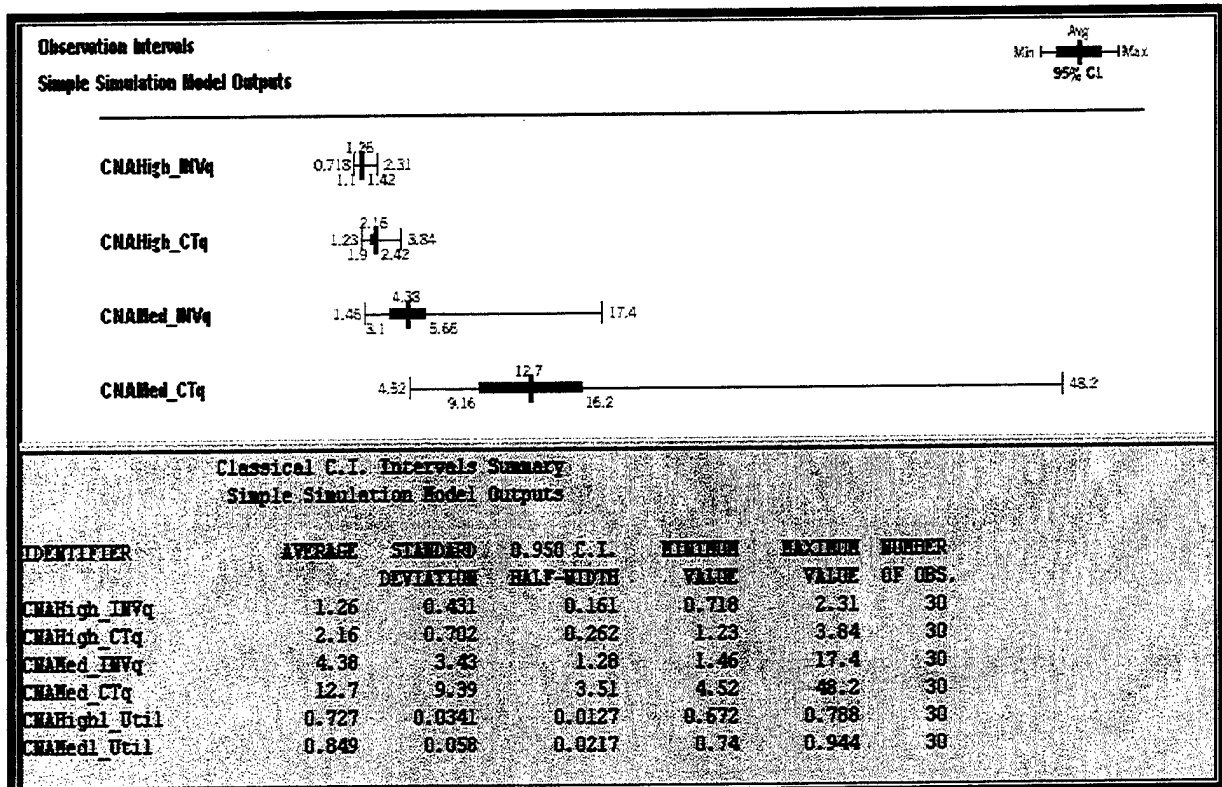 Observation Intervals
Simple Simulation Model Outputs
Avg
Min Max
95% C.I.
CNAHigh_INVq
1.26
0.718 2.31
1.1 1.42
CNAHigh_CTq
2.16
1.23 3.84
1.9 2.42
CNAMed_INVq
4.38
1.46 17.4
3.1 5.66
CNAMed_CTq
12.7
4.52 48.2
9.16 16.2
Classical C.I. Intervals Summary
Simple Simulation Model Outputs
IDENTIFIER AVERAGE STANDARD 0.950 C.I. MINIMUM MAXIMUM NUMBER
DEVIATION HALF-WIDTH VALUE VALUE OF OBS.
CNAHigh_INVq 1.26 0.431 0.161 0.718 2.31 30
CNAHigh_CTq 2.16 0.702 0.262 1.23 3.84 30
CNAMed_INVq 4.38 3.43 1.28 1.46 17.4 30
CNAMed_CTq 12.7 9.39 3.51 4.52 48.2 30
CNAHigh1_Util 0.727 0.0341 0.0127 0.672 0.788 30
CNAMed1_Util 0.849 0.058 0.0217 0.74 0.944 30